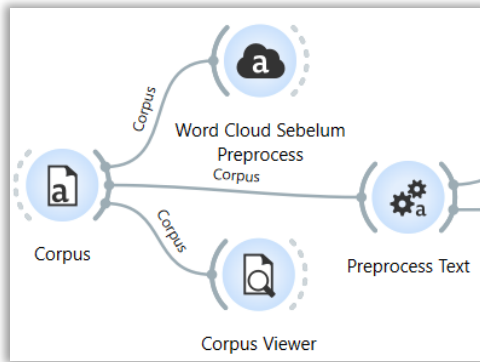 Corpus
Word Cloud Sebelum
Preprocess
Corpus
Corpus
Corpus
Preprocess Text
Corpus Viewer